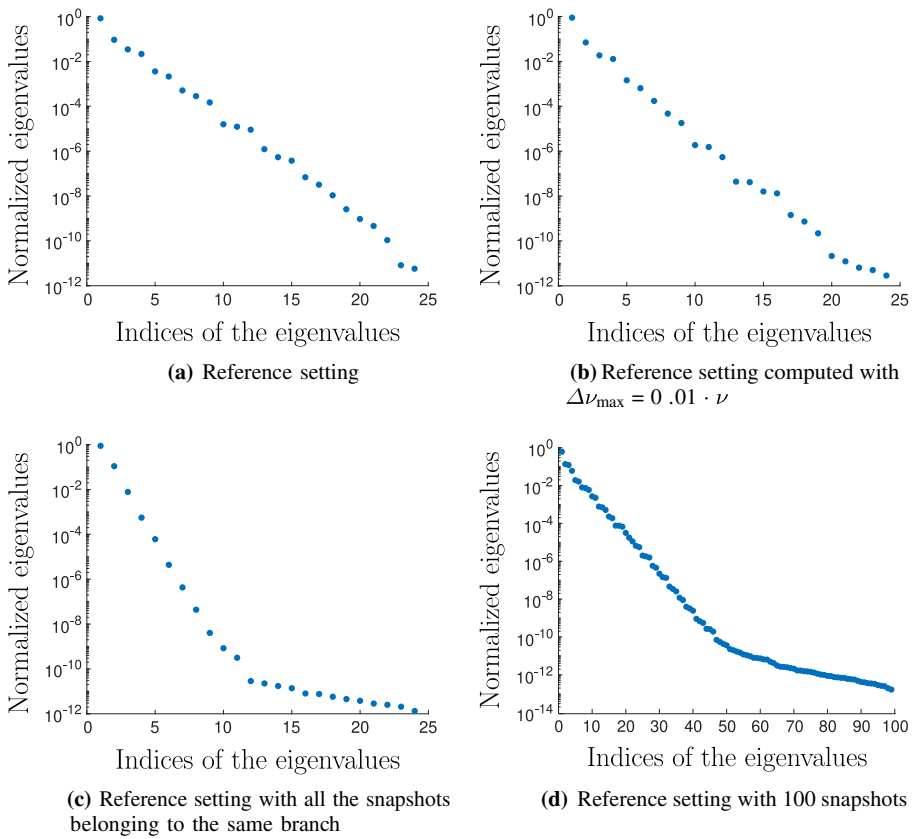 Normalized eigenvalues
10^0
10^-2
10^-4
10^-6
10^-8
10^-10
10^-12
0 5 10 15 20 25
Indices of the eigenvalues
(a) Reference setting
Normalized eigenvalues
10^0
10^-2
10^-4
10^-6
10^-8
10^-10
10^-12
0 5 10 15 20 25
Indices of the eigenvalues
(b) Reference setting computed with
Δν_max = 0 .01 · ν
Normalized eigenvalues
10^0
10^-2
10^-4
10^-6
10^-8
10^-10
10^-12
0 5 10 15 20 25
Indices of the eigenvalues
(c) Reference setting with all the snapshots
belonging to the same branch
Normalized eigenvalues
10^0
10^-2
10^-4
10^-6
10^-8
10^-10
10^-12
10^-14
0 10 20 30 40 50 60 70 80 90 100
Indices of the eigenvalues
(d) Reference setting with 100 snapshots